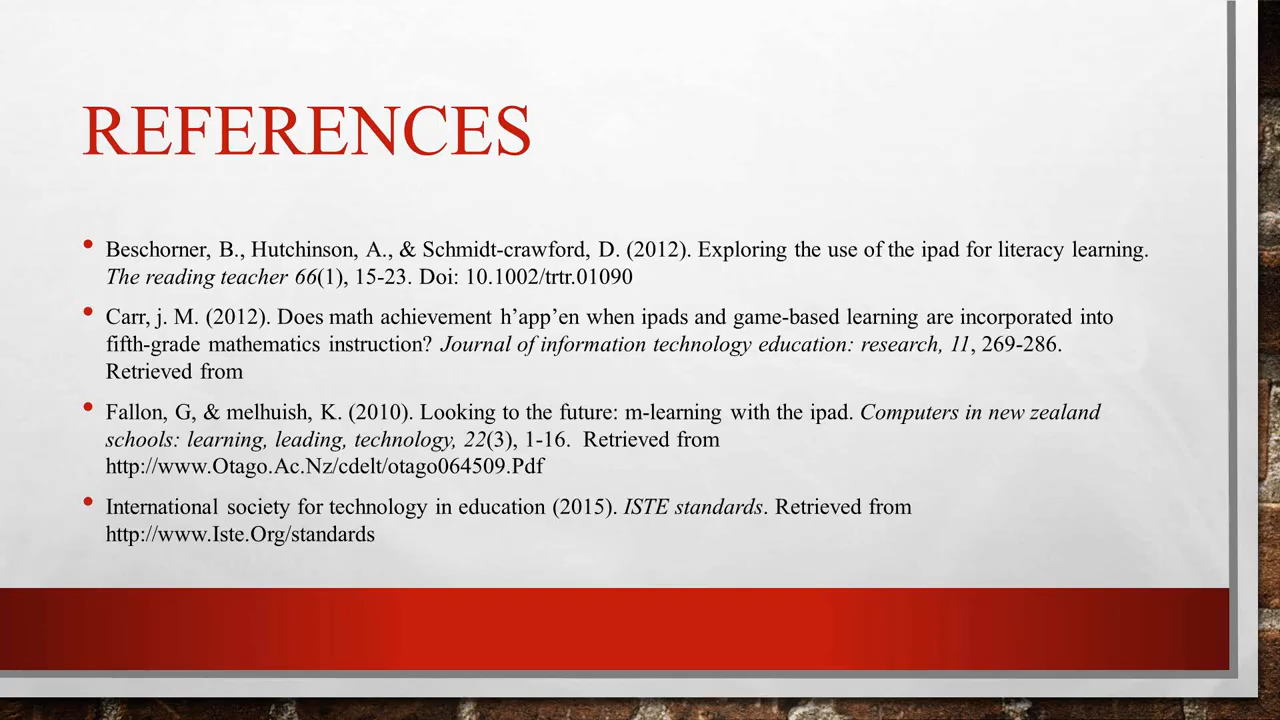 REFERENCES
• Beschorner, B., Hutchinson, A., & Schmidt-crawford, D. (2012). Exploring the use of the ipad for literacy learning.
The reading teacher 66(1), 15-23. Doi: 10.1002/trtr.01090
• Carr, j. M. (2012). Does math achievement h’app’en when ipads and game-based learning are incorporated into
fifth-grade mathematics instruction? Journal of information technology education: research, 11, 269-286.
Retrieved from
• Fallon, G, & melhuish, K. (2010). Looking to the future: m-learning with the ipad. Computers in new zealand
schools: learning, leading, technology, 22(3), 1-16. Retrieved from
http://www.Otago.Ac.Nz/cdelt/otago064509.Pdf
• International society for technology in education (2015). ISTE standards. Retrieved from
http://www.Iste.Org/standards